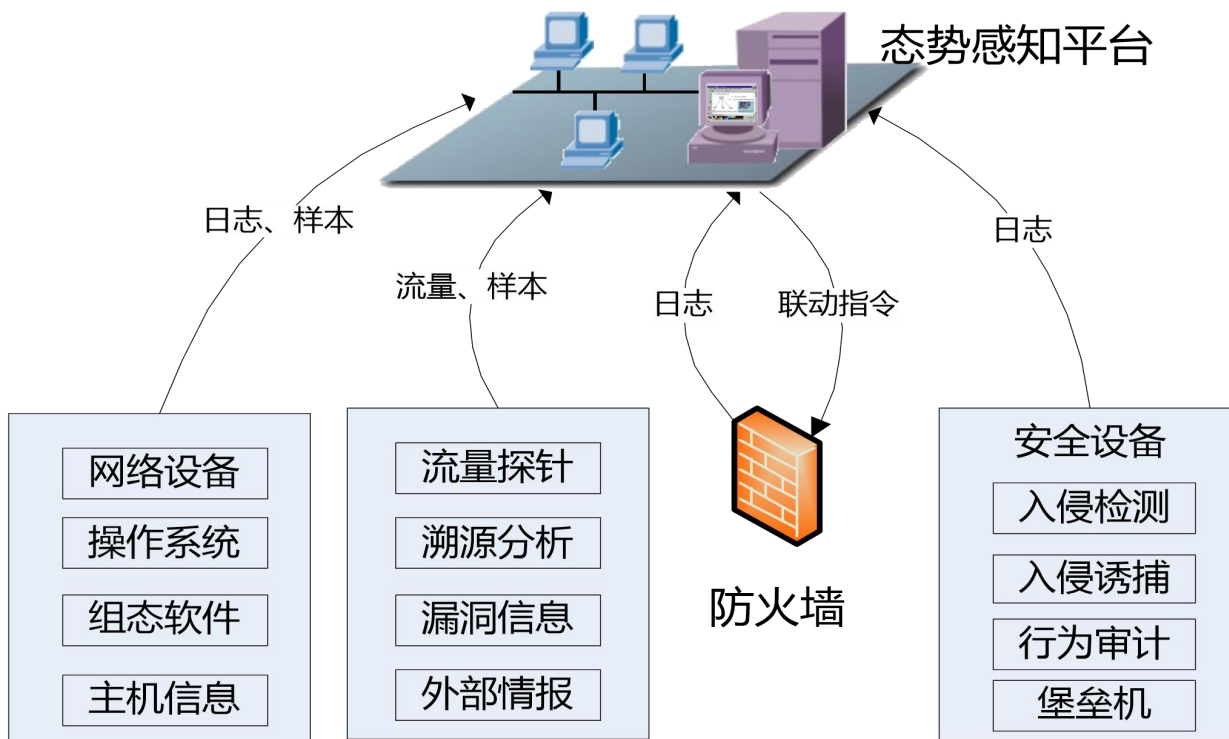 态势感知平台
日志、样本
流量、样本
日志
联动指令
日志
网络设备
操作系统
组态软件
主机信息
流量探针
溯源分析
漏洞信息
外部情报
防火墙
安全设备
入侵检测
入侵诱捕
行为审计
堡垒机